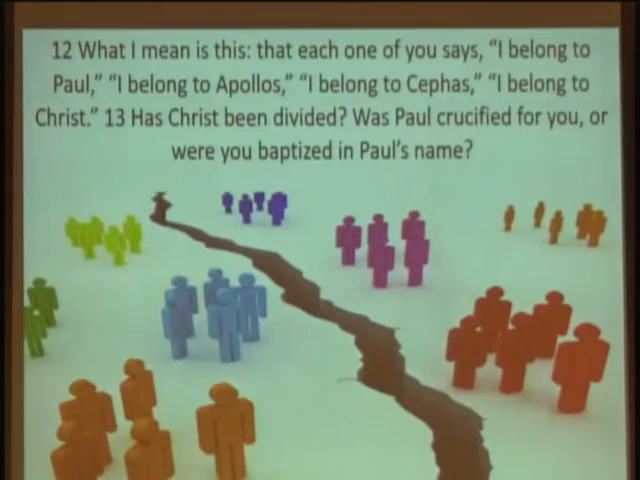 12 What I mean is this: that each one of you says, “I belong to
Paul,” “I belong to Apollos,” “I belong to Cephas,” “I belong to
Christ.” 13 Has Christ been divided? Was Paul crucified for you, or
were you baptized in Paul’s name?